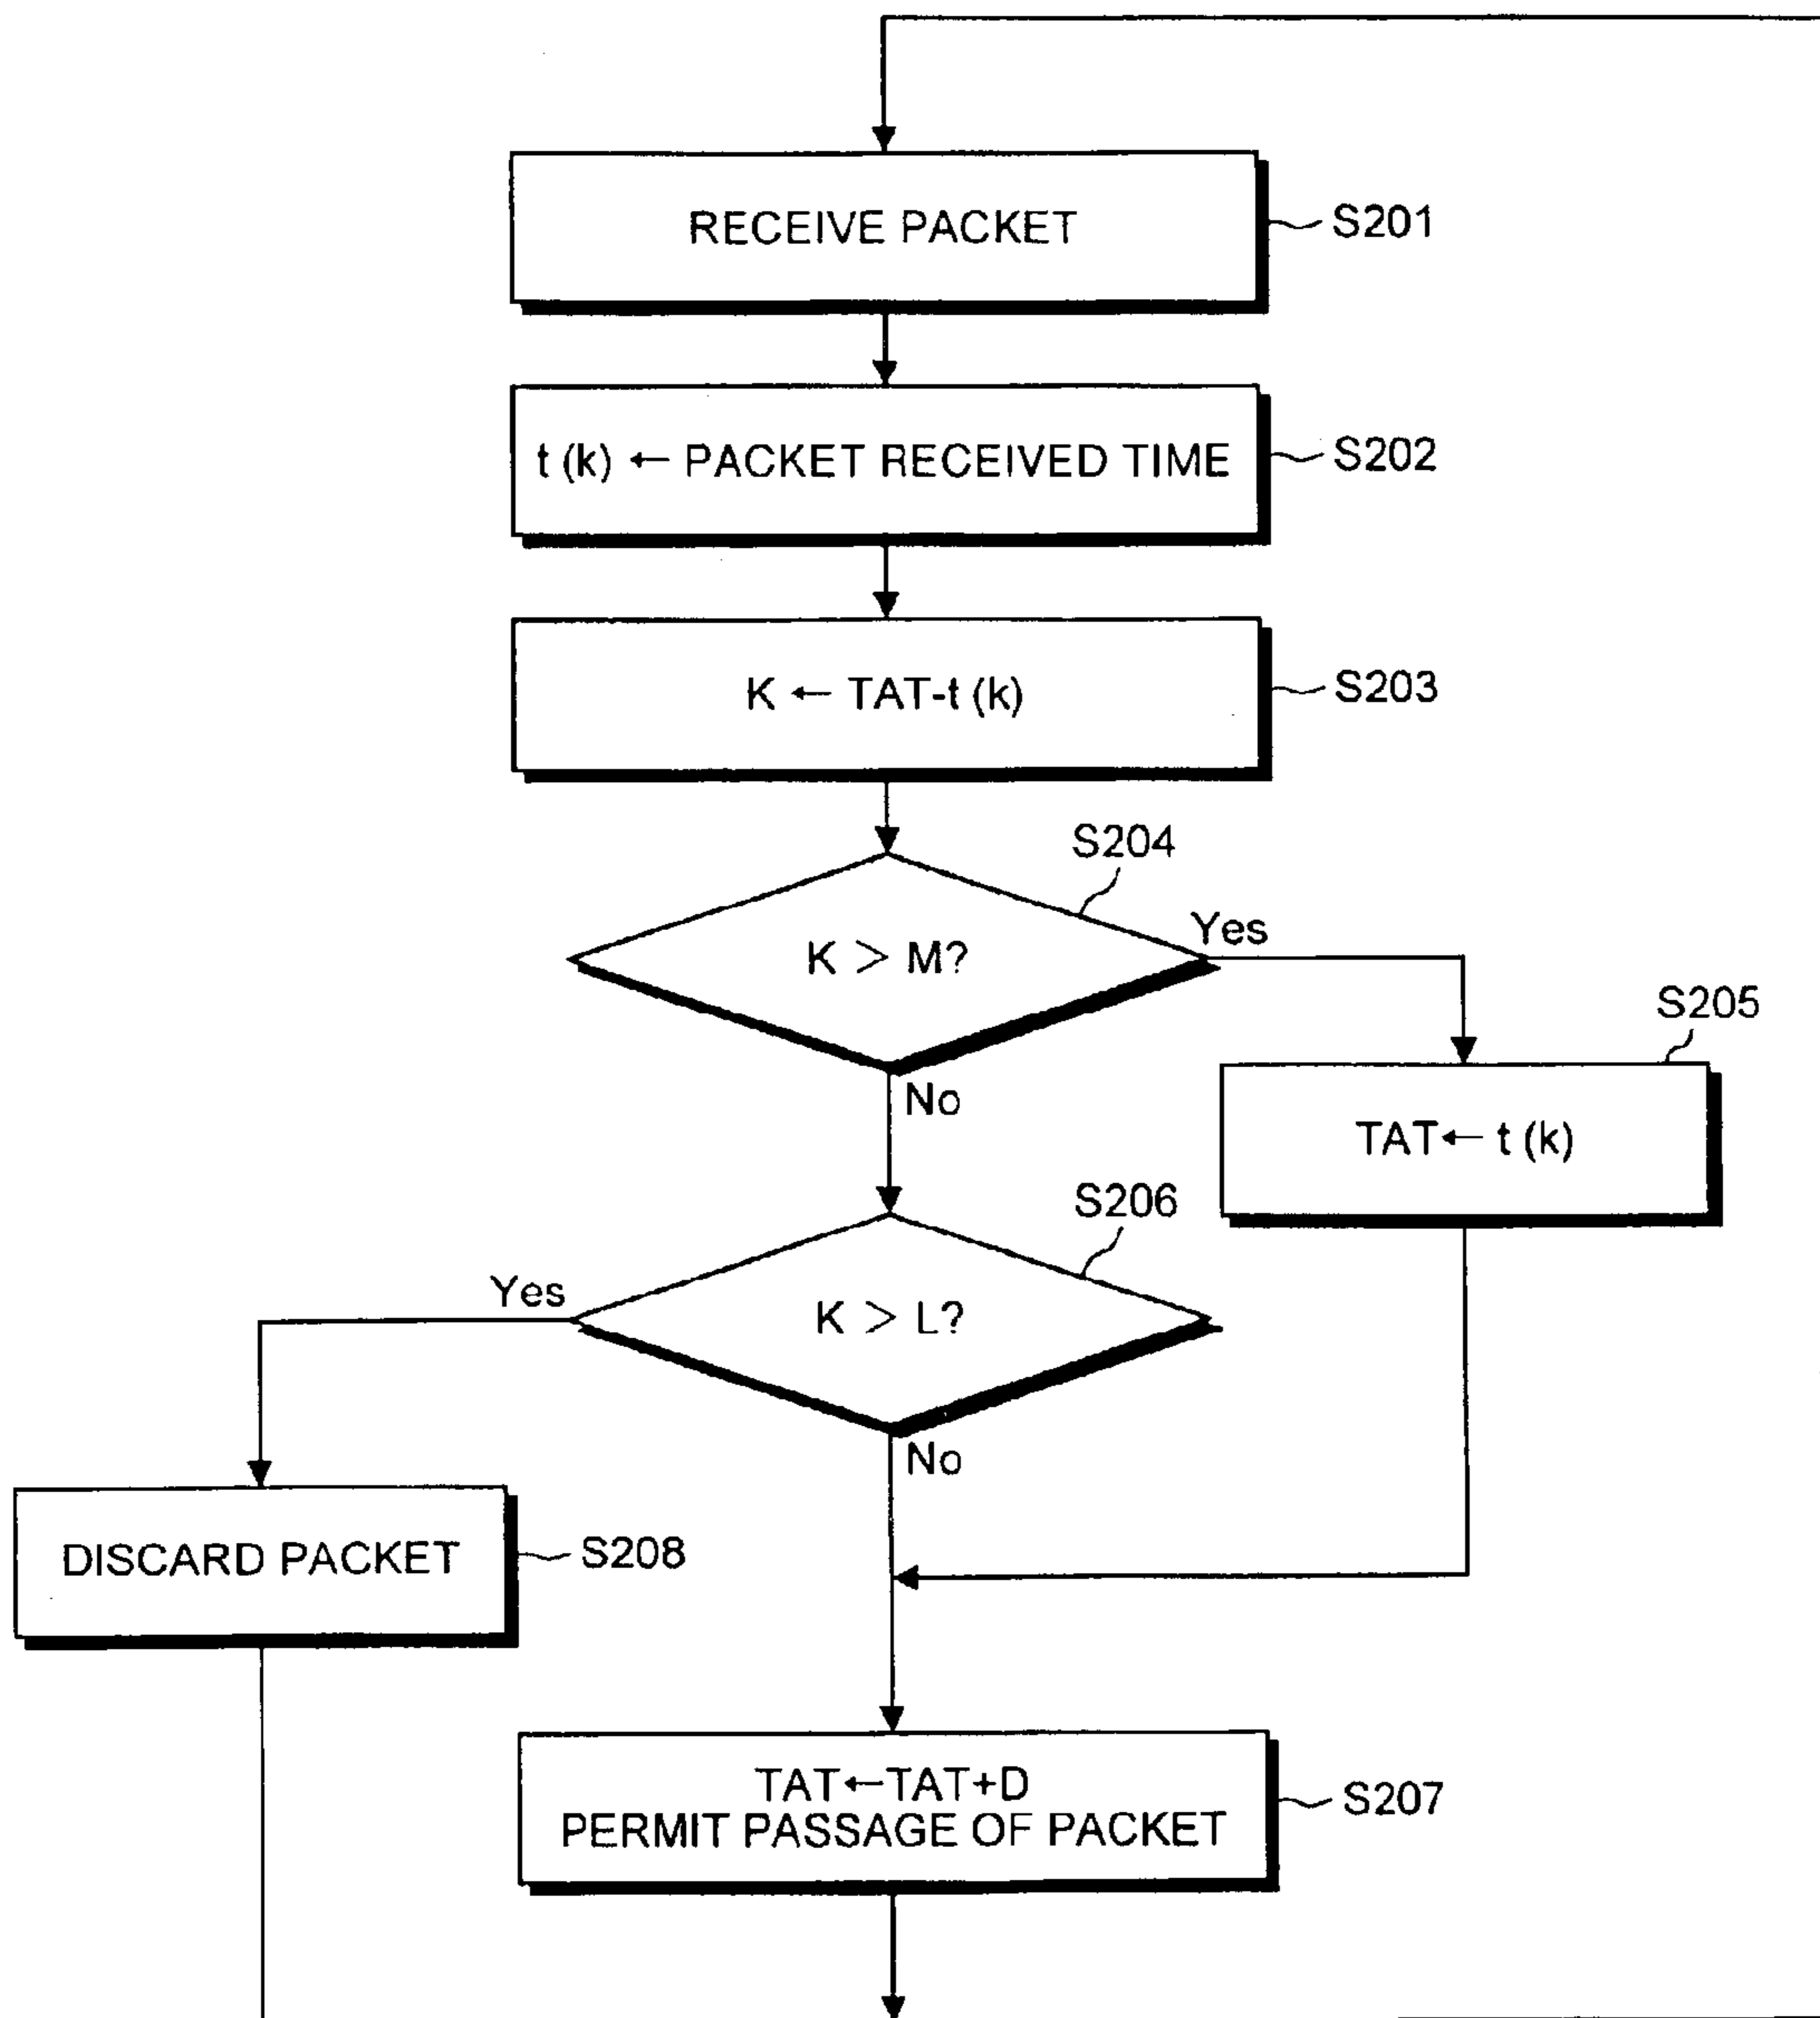 RECEIVE PACKET
S201
t (k) ← PACKET RECEIVED TIME
S202
K ← TAT-t (k)
S203
S204
K > M?
Yes
No
S205
TAT← t (k)
S206
K > L?
Yes
No
DISCARD PACKET
S208
TAT←TAT+D
PERMIT PASSAGE OF PACKET
S207